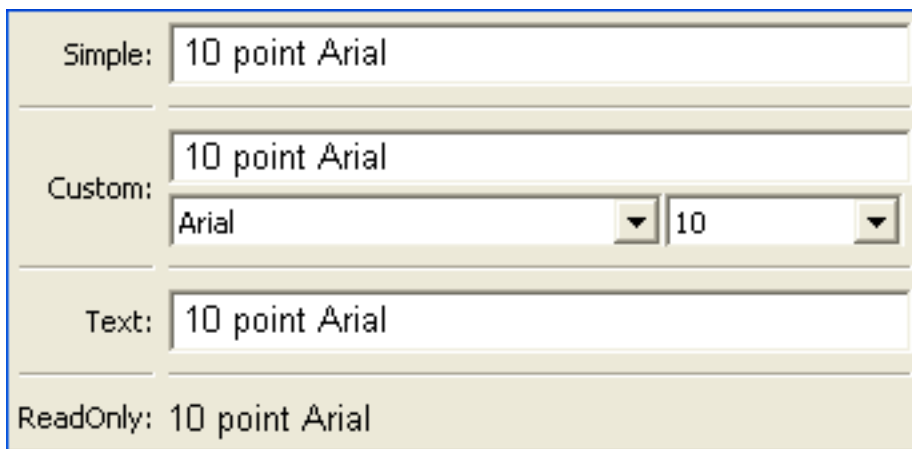 Simple: 10 point Arial
Custom: 10 point Arial
Arial 10
Text: 10 point Arial
ReadOnly: 10 point Arial